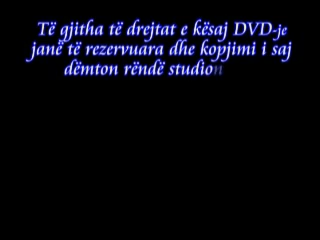 Të gjitha të drejtat e kësaj DVD-je
janë të rezervuara dhe kopjimi i saj
dëmton rëndë studion